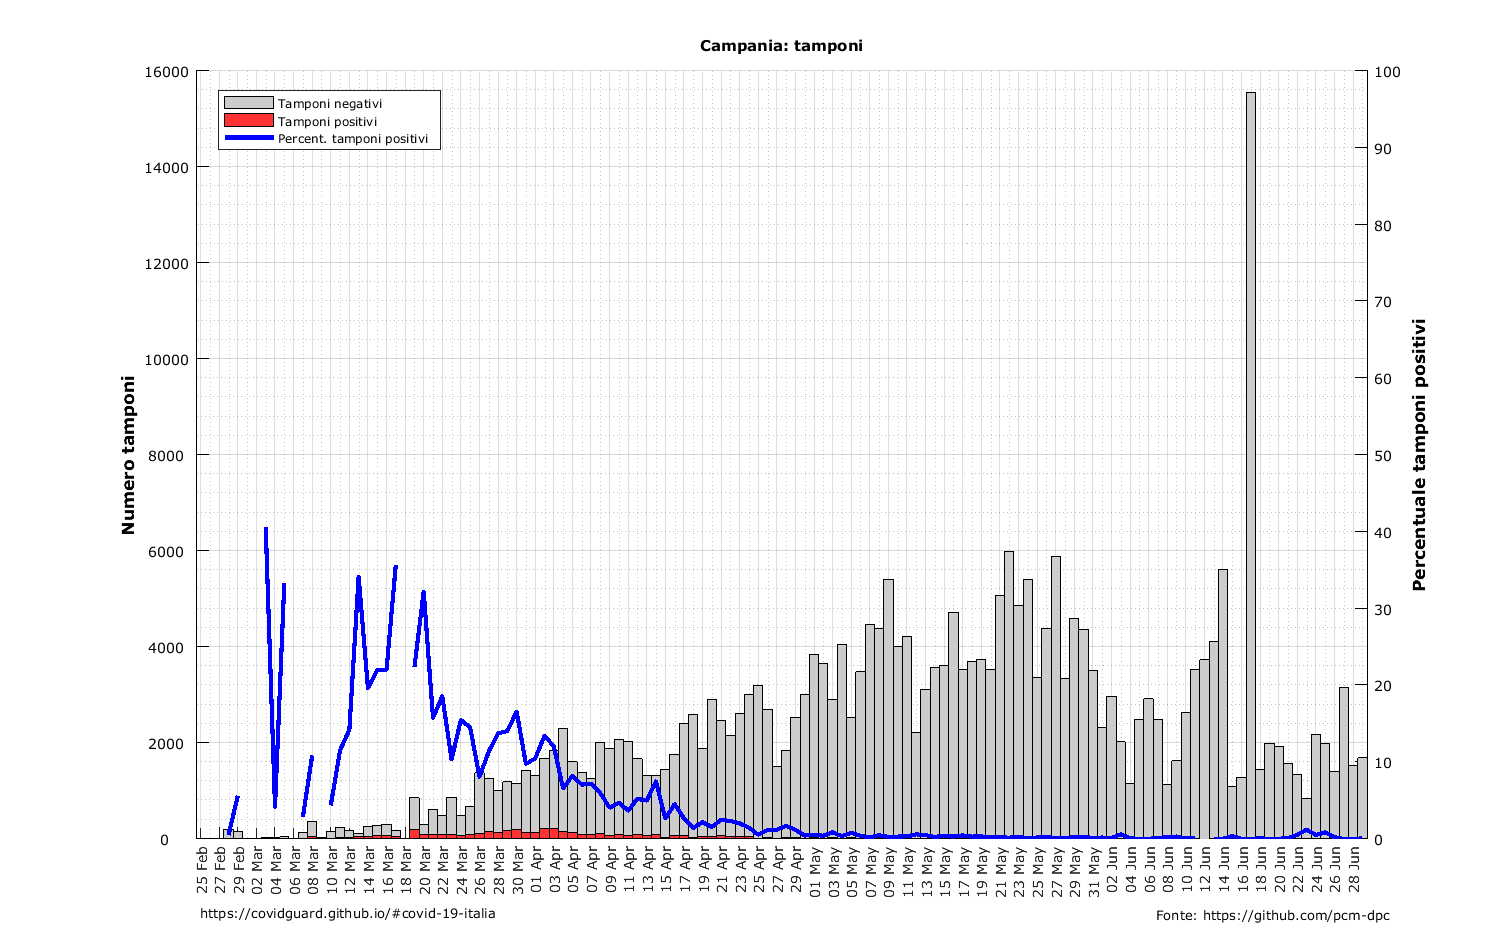 Campania: tamponi
16000
14000
12000
10000
8000
6000
4000
2000
0
Numero tamponi
Tamponi negativi
Tamponi positivi
Percent. tamponi positivi
100
90
80
70
60
50
40
30
20
10
0
Percentuale tamponi positivi
25 Feb
27 Feb
29 Feb
02 Mar
04 Mar
06 Mar
08 Mar
10 Mar
12 Mar
14 Mar
16 Mar
18 Mar
20 Mar
22 Mar
24 Mar
26 Mar
28 Mar
30 Mar
01 Apr
03 Apr
05 Apr
07 Apr
09 Apr
11 Apr
13 Apr
15 Apr
17 Apr
19 Apr
21 Apr
23 Apr
25 Apr
27 Apr
29 Apr
01 May
03 May
05 May
07 May
09 May
11 May
13 May
15 May
17 May
19 May
21 May
23 May
25 May
27 May
29 May
31 May
02 Jun
04 Jun
06 Jun
08 Jun
10 Jun
12 Jun
14 Jun
16 Jun
18 Jun
20 Jun
22 Jun
24 Jun
26 Jun
28 Jun
https://covidguard.github.io/#covid-19-italia
Fonte: https://github.com/pcm-dpc